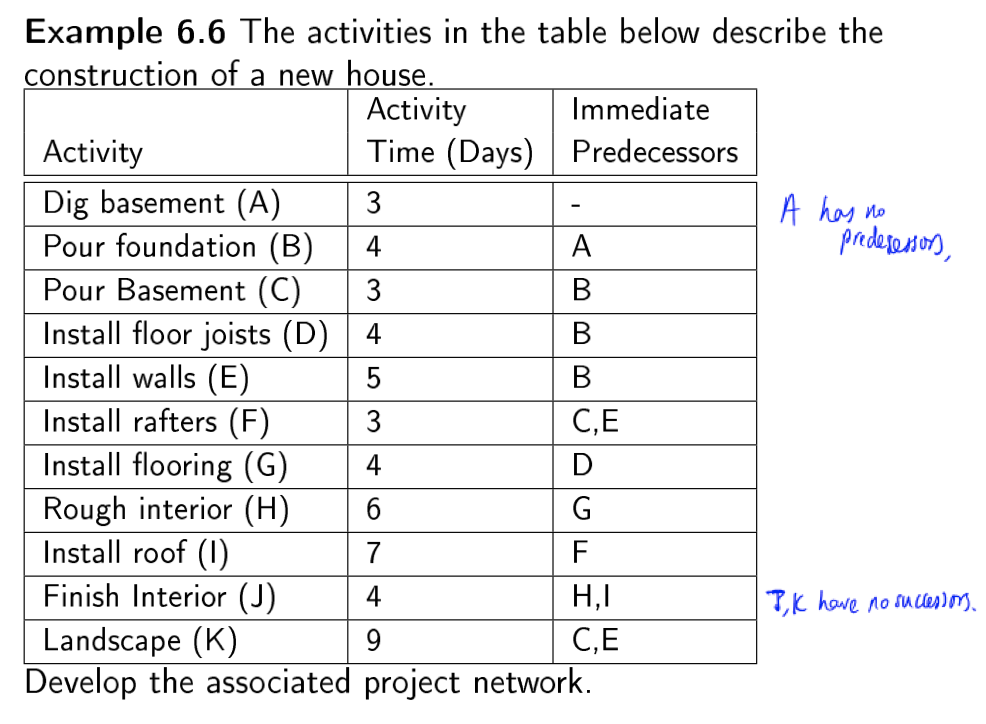 Example 6.6 The activities in the table below describe the
construction of a new house.
Activity Immediate
Activity Time (Days) Predecessors
Dig basement (A) 3 -
A has no
Pour foundation (B) 4 A
predesessors,
Pour Basement (C) 3 B
Install floor joists (D) 4 B
Install walls (E) 5 B
Install rafters (F) 3 C,E
Install flooring (G) 4 D
Rough interior (H) 6 G
Install roof (I) 7 F
Finish Interior (J) 4 H,I
J,K have no successors.
Landscape (K) 9 C,E
Develop the associated project network.